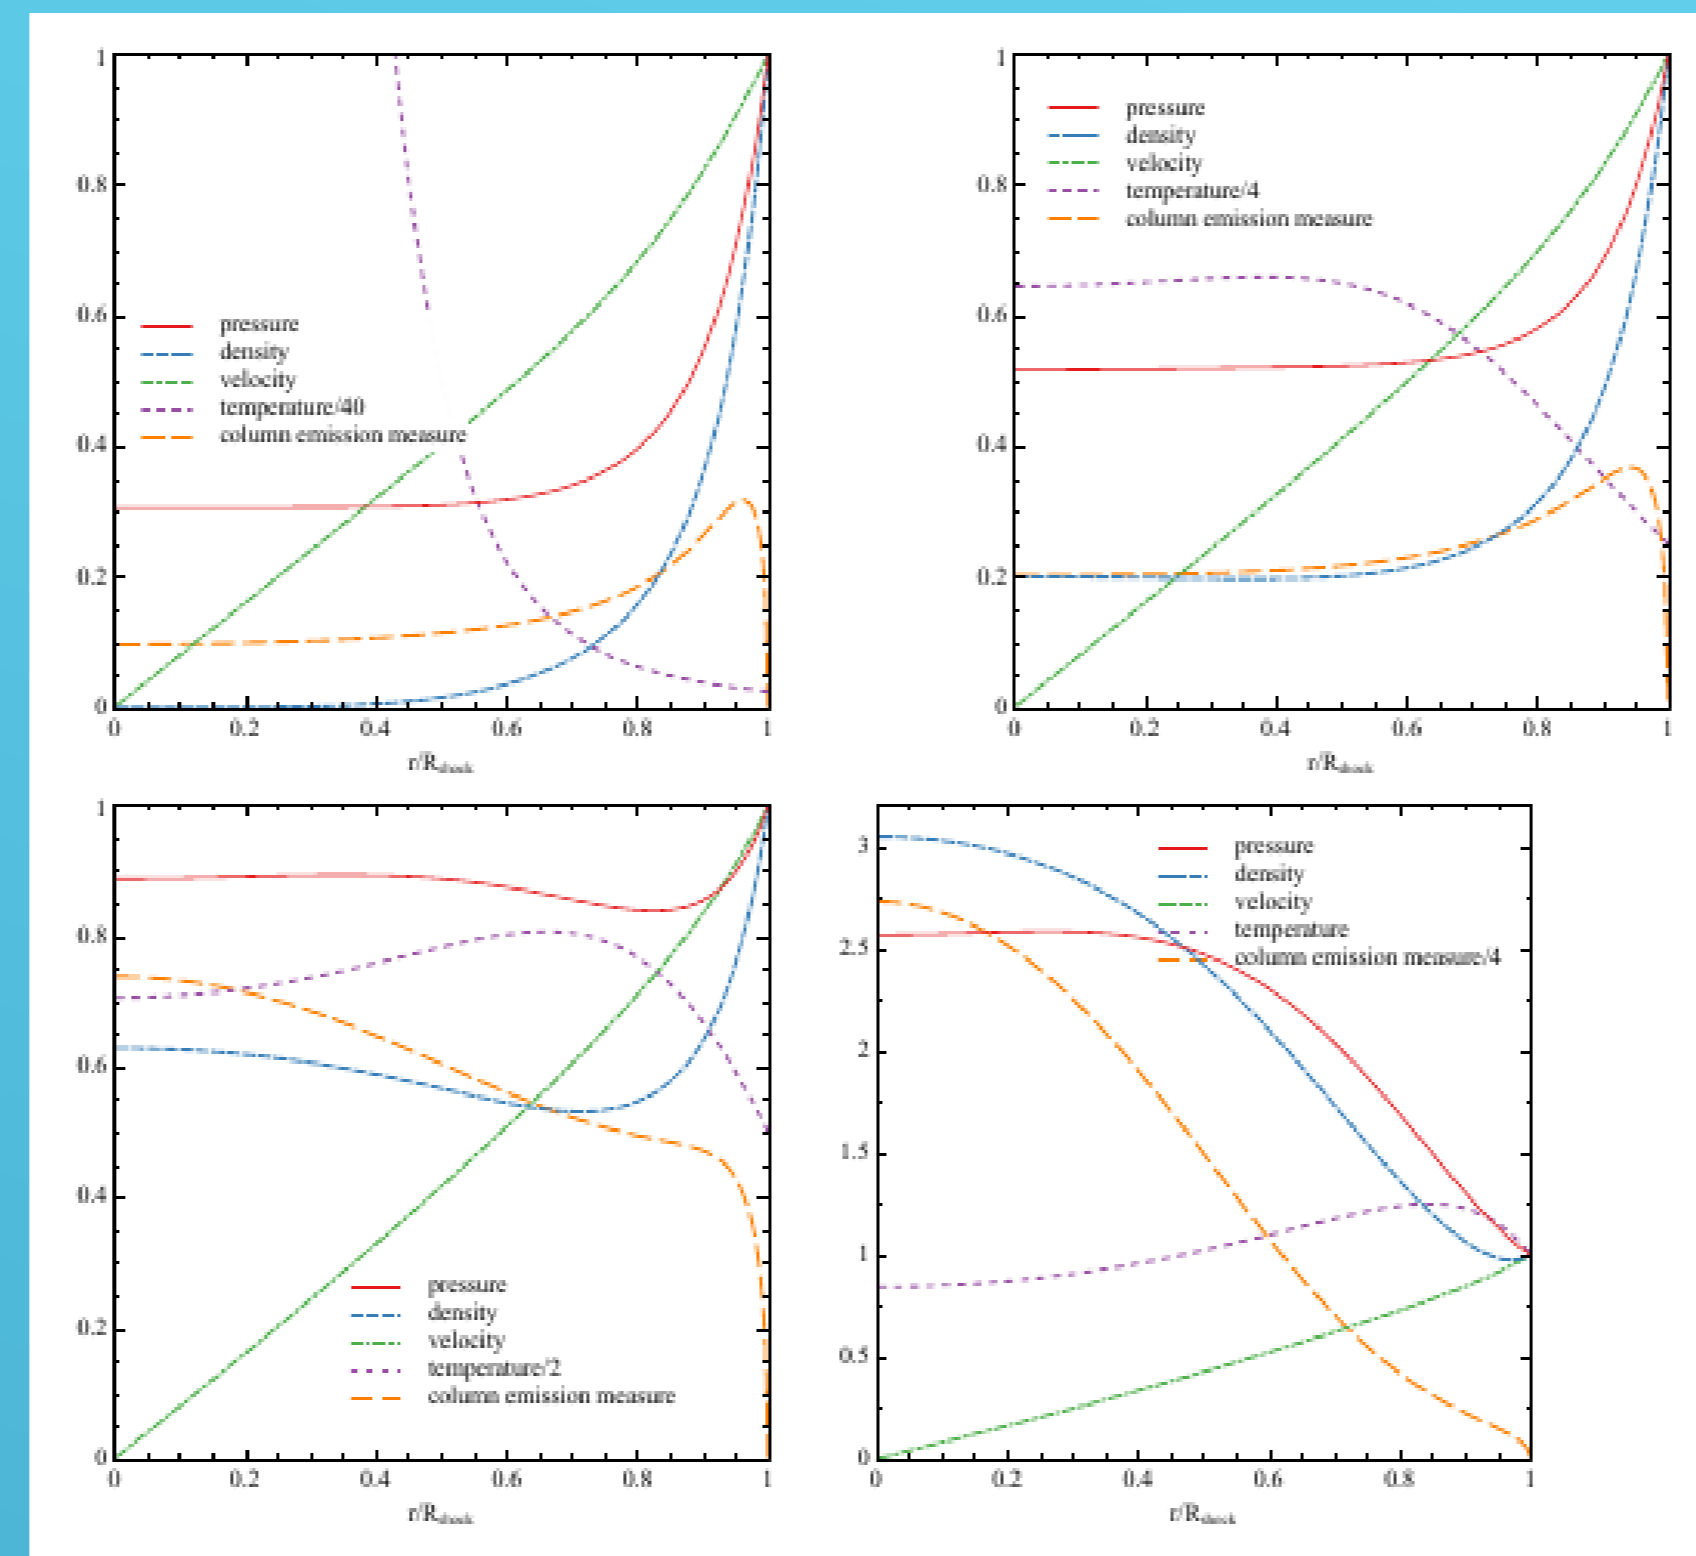 1
0.8
0.6
0.4
0.2
0
pressure
density
velocity
temperature/40
column emission measure
0 0.2 0.4 0.6 0.8 1
r/Rshock
1
0.8
0.6
0.4
0.2
0
pressure
density
velocity
temperature/4
column emission measure
0 0.2 0.4 0.6 0.8 1
r/Rshock
1
0.8
0.6
0.4
0.2
0
pressure
density
velocity
temperature/2
column emission measure
0 0.2 0.4 0.6 0.8 1
r/Rshock
3
2.5
2
1.5
1
0.5
0
pressure
density
velocity
temperature
column emission measure/4
0 0.2 0.4 0.6 0.8 1
r/Rshock